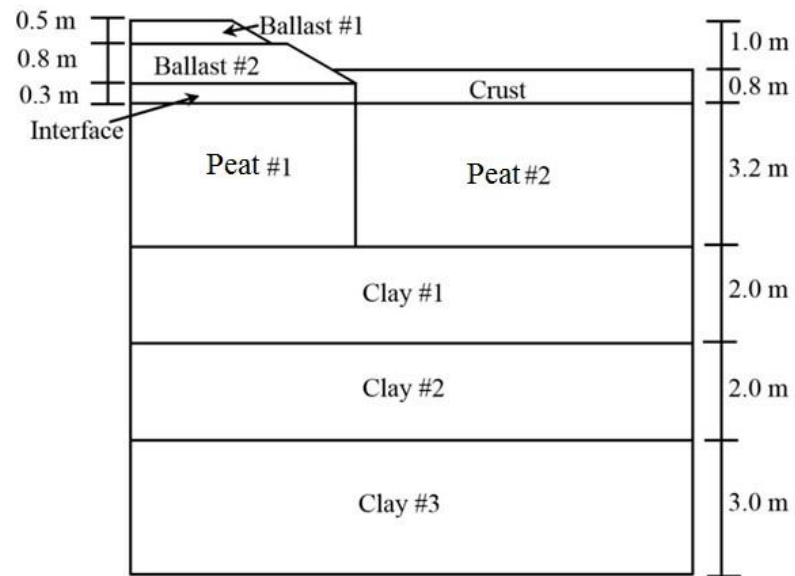 0.5 m
Ballast #1
1.0 m
0.8 m
Ballast #2
0.3 m
Crust
0.8 m
Interface
Peat #1
Peat #2
3.2 m
Clay #1
2.0 m
Clay #2
2.0 m
Clay #3
3.0 m